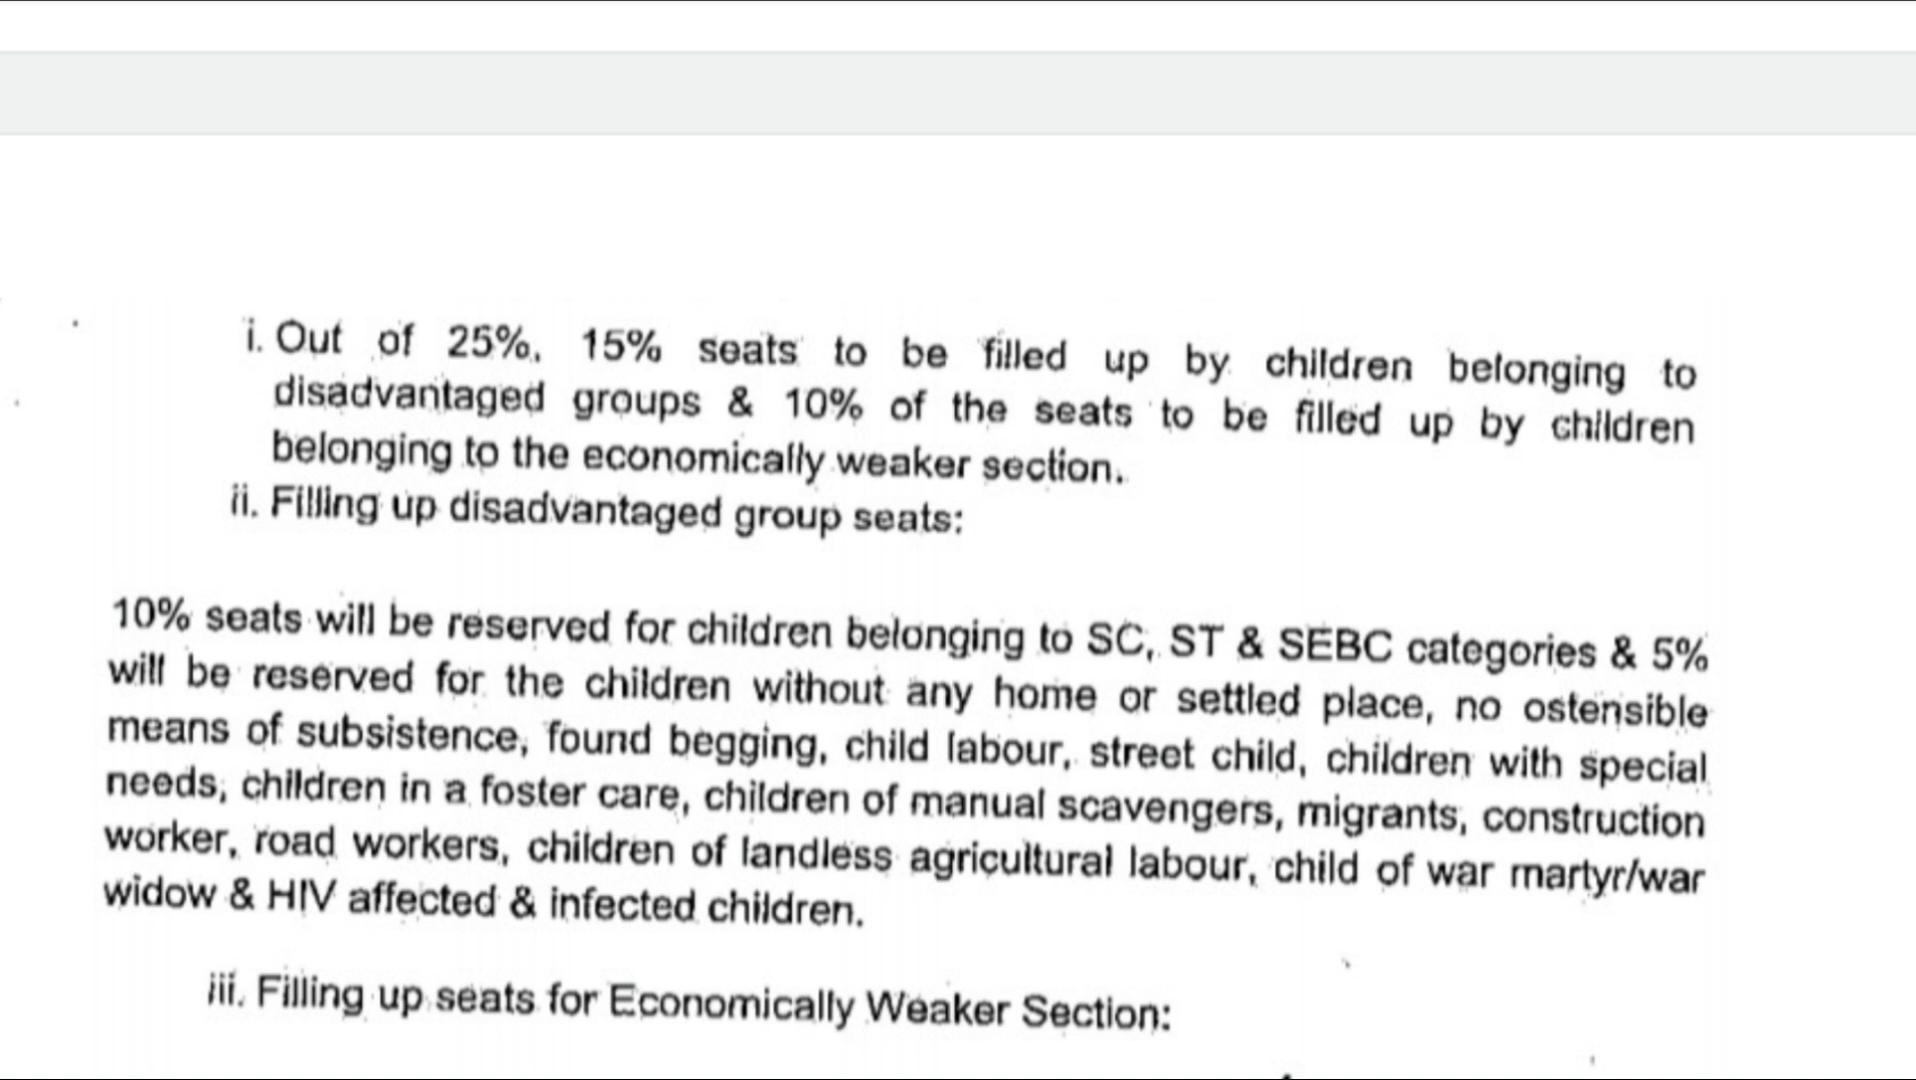 i. Out of 25%, 15% seats to be filled up by children belonging to
disadvantaged groups & 10% of the seats to be filled up by children
belonging to the economically weaker section.
ii. Filling up disadvantaged group seats:
10% seats will be reserved for children belonging to SC, ST & SEBC categories & 5%
will be reserved for the children without any home or settled place, no ostensible
means of subsistence, found begging, child labour, street child, children with special
needs, children in a foster care, children of manual scavengers, migrants, construction
worker, road workers, children of landless agricultural labour, child of war martyr/war
widow & HIV affected & infected children.
iii. Filling up seats for Economically Weaker Section: